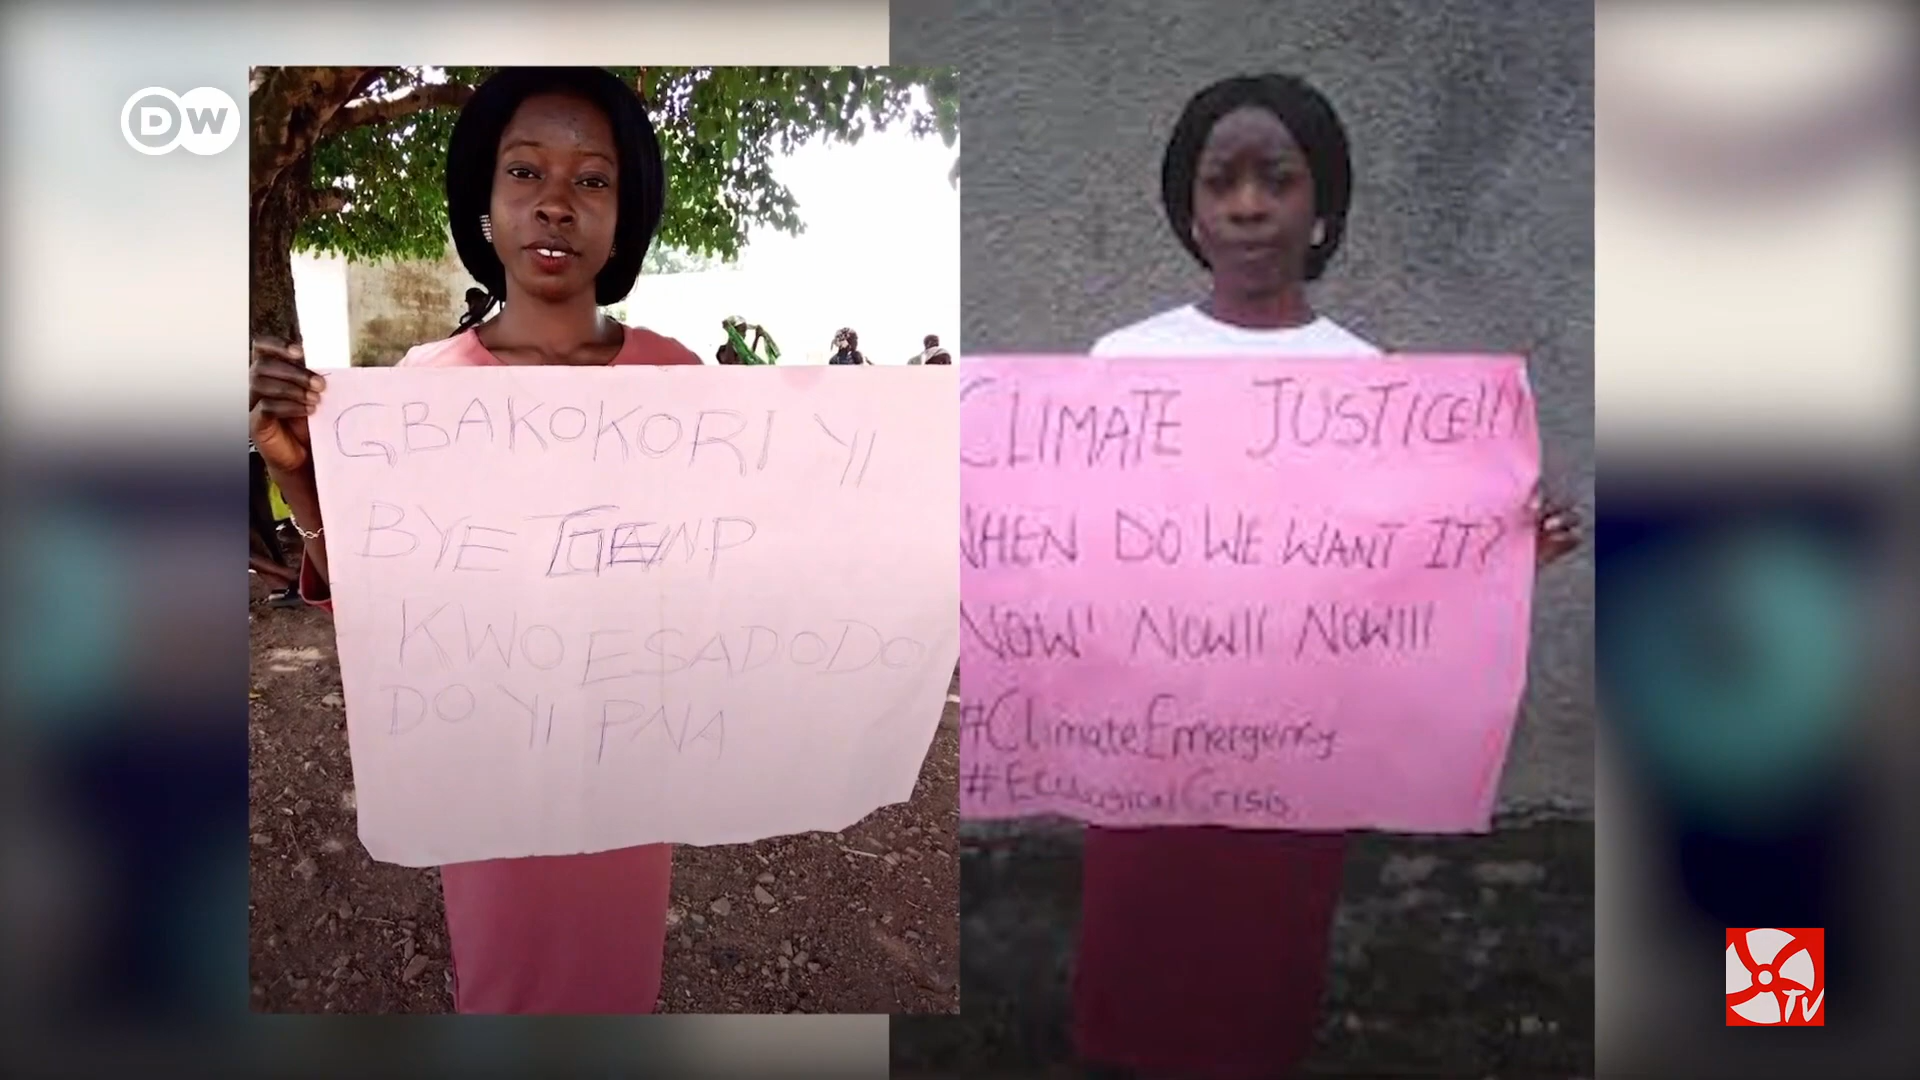 DW
GBAKOKORI YI
BYE
KWO ESADODO
DO YI PNA
CLIMATE JUSTICE!!!
WHEN DO WE WANT IT?
NOW! NOW!! NOW!!!
#ClimateEmergency
#EcologicalCrisis
TV